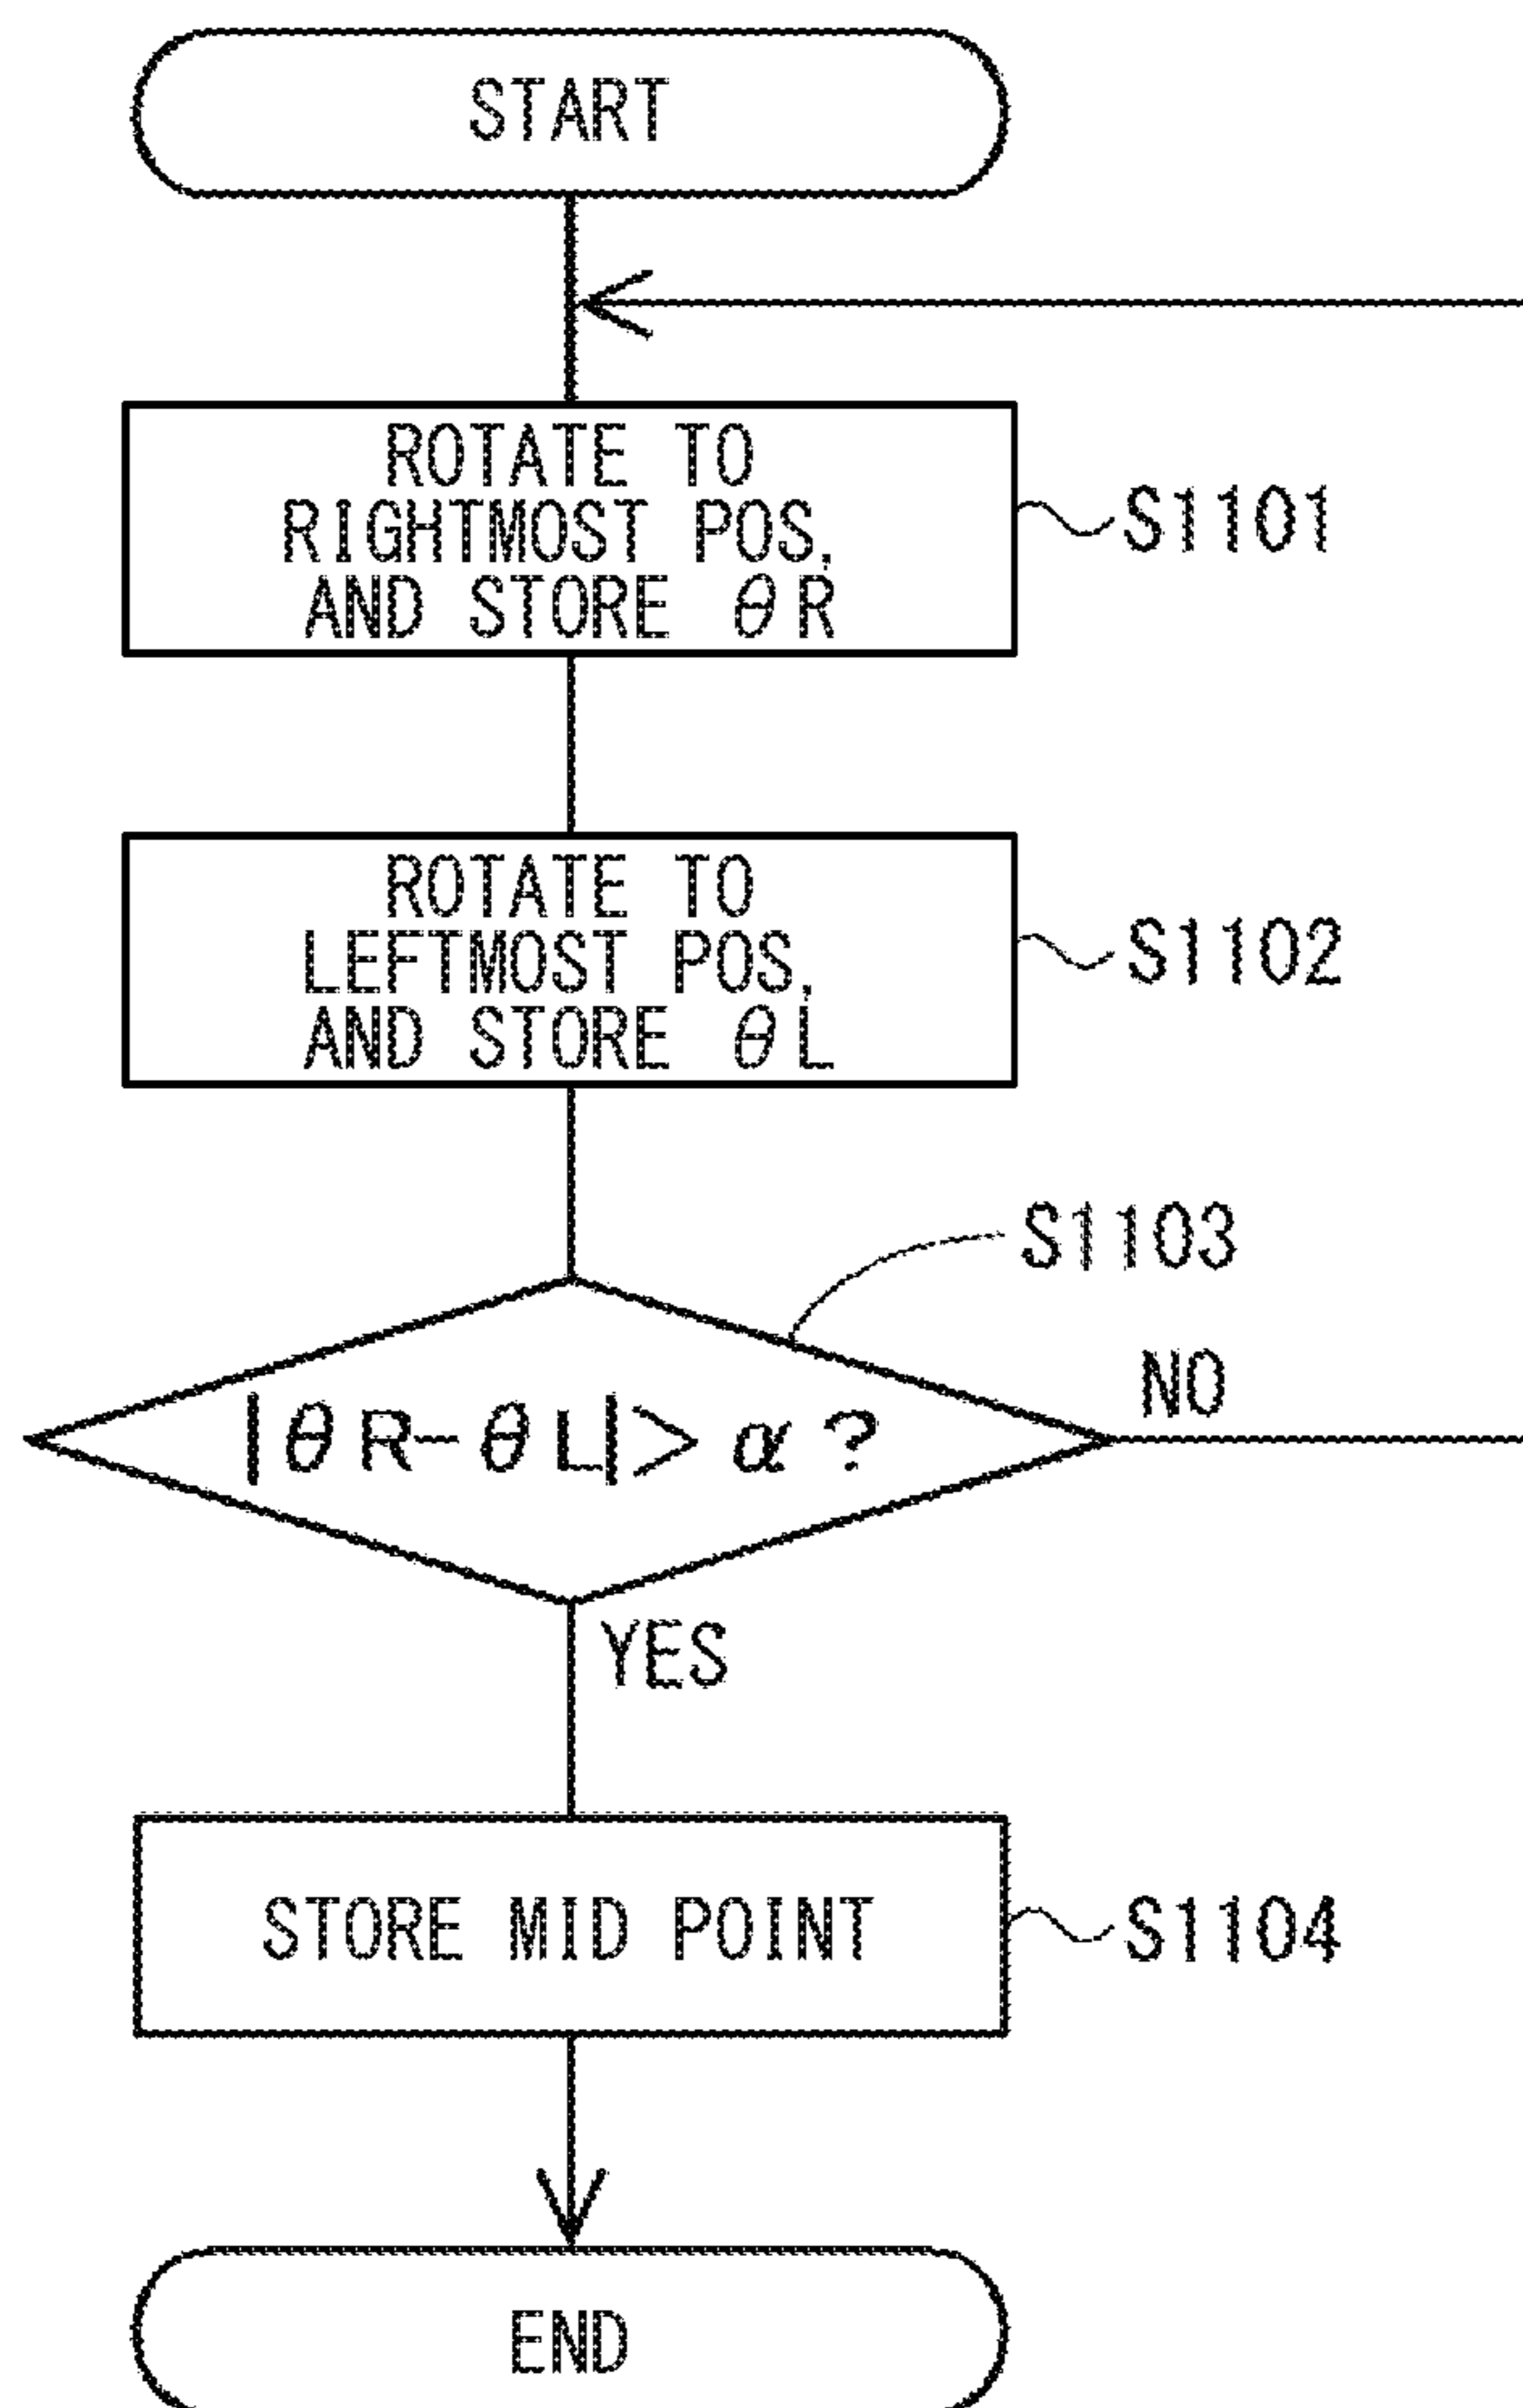 START
ROTATE TO
RIGHTMOST POS.
AND STORE θR
S1101
ROTATE TO
LEFTMOST POS.
AND STORE θL
S1102
S1103
|θR-θL|>α?
NO
YES
STORE MID POINT
S1104
END